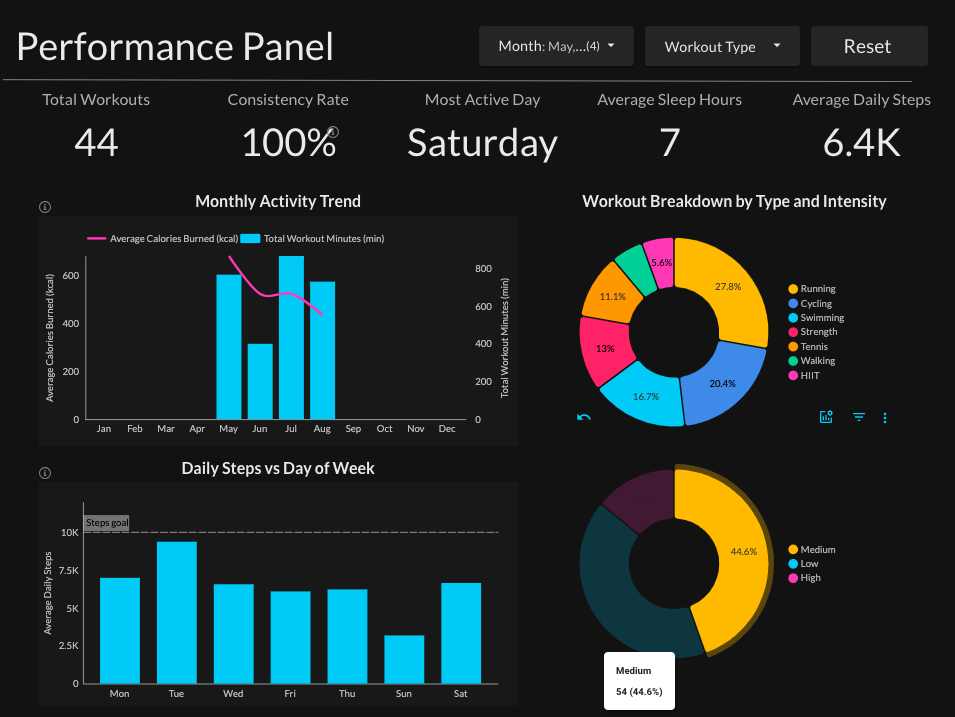 Performance Panel
Month: May,...(4)
Workout Type
Reset
Total Workouts
Consistency Rate
Most Active Day
Average Sleep Hours
Average Daily Steps
44
100%
Saturday
7
6.4K
Monthly Activity Trend
Average Calories Burned (kcal)
Total Workout Minutes (min)
Average Calories Burned (kcal)
600
400
200
0
Total Workout Minutes (min)
800
600
400
200
0
Jan Feb Mar Apr May Jun Jul Aug Sep Oct Nov Dec
Workout Breakdown by Type and Intensity
5.6%
27.8%
11.1%
13%
16.7%
20.4%
Running
Cycling
Swimming
Strength
Tennis
Walking
HIIT
Daily Steps vs Day of Week
Steps goal
Average Daily Steps
10K
7.5K
5K
2.5K
0
Mon Tue Wed Fri Thu Sun Sat
44.6%
Medium
Low
High
Medium
54 (44.6%)